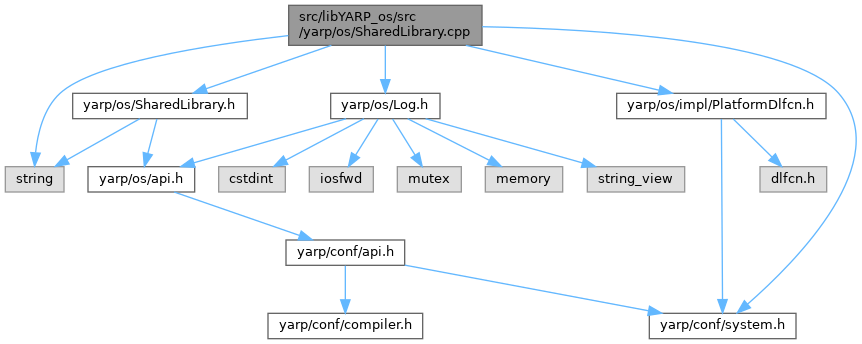 src/libYARP_os/src
/yarp/os/SharedLibrary.cpp
yarp/os/SharedLibrary.h
yarp/os/Log.h
yarp/os/impl/PlatformDlfcn.h
string
yarp/os/api.h
cstdint
iosfwd
mutex
memory
string_view
dlfcn.h
yarp/conf/api.h
yarp/conf/compiler.h
yarp/conf/system.h